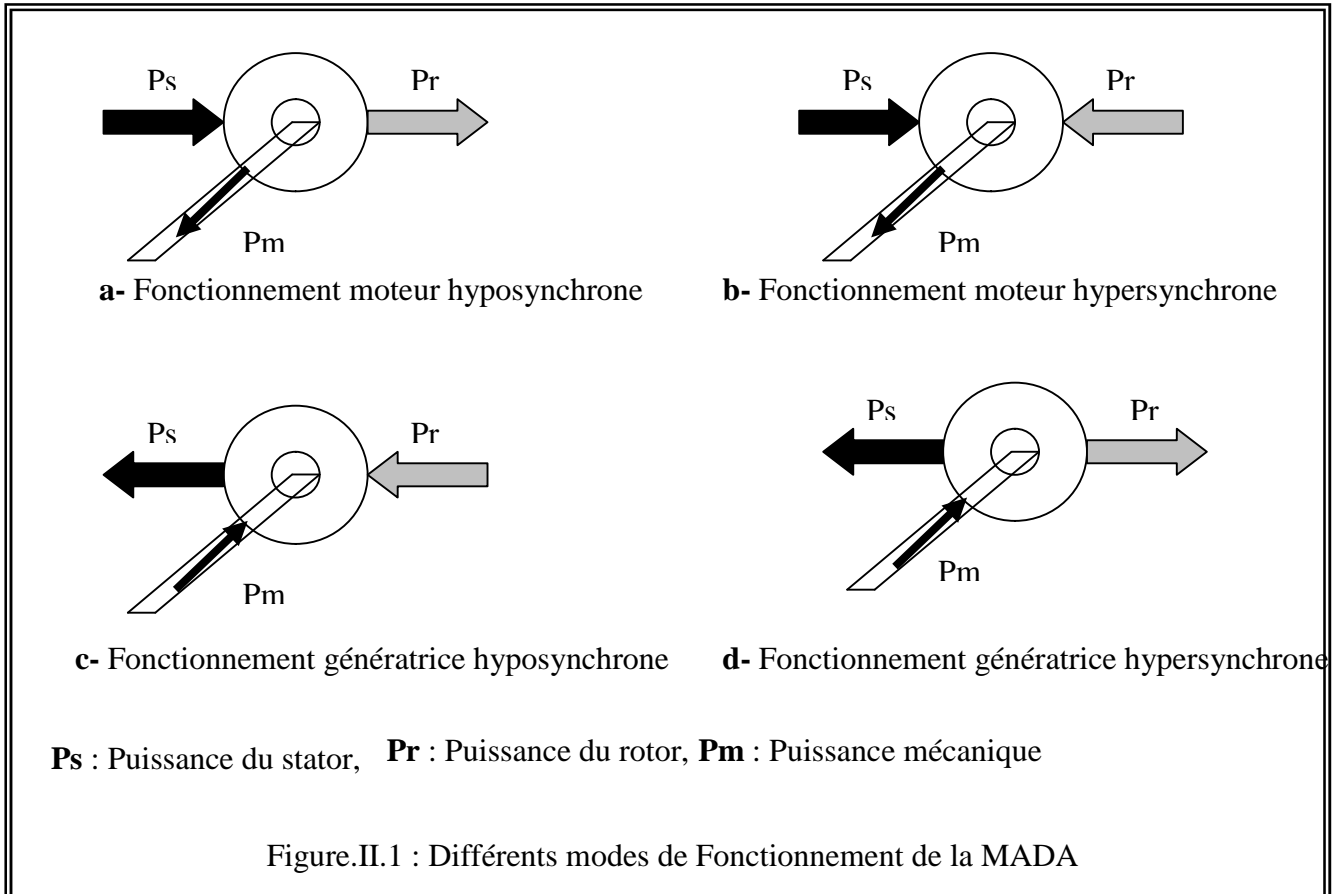 Ps Pr Ps Pr
Pm Pm
a- Fonctionnement moteur hyposynchrone b- Fonctionnement moteur hypersynchrone
Ps Pr Ps Pr
Pm Pm
c- Fonctionnement génératrice hyposynchrone d- Fonctionnement génératrice hypersynchrone
Ps : Puissance du stator, Pr : Puissance du rotor, Pm : Puissance mécanique
Figure.II.1 : Différents modes de Fonctionnement de la MADA